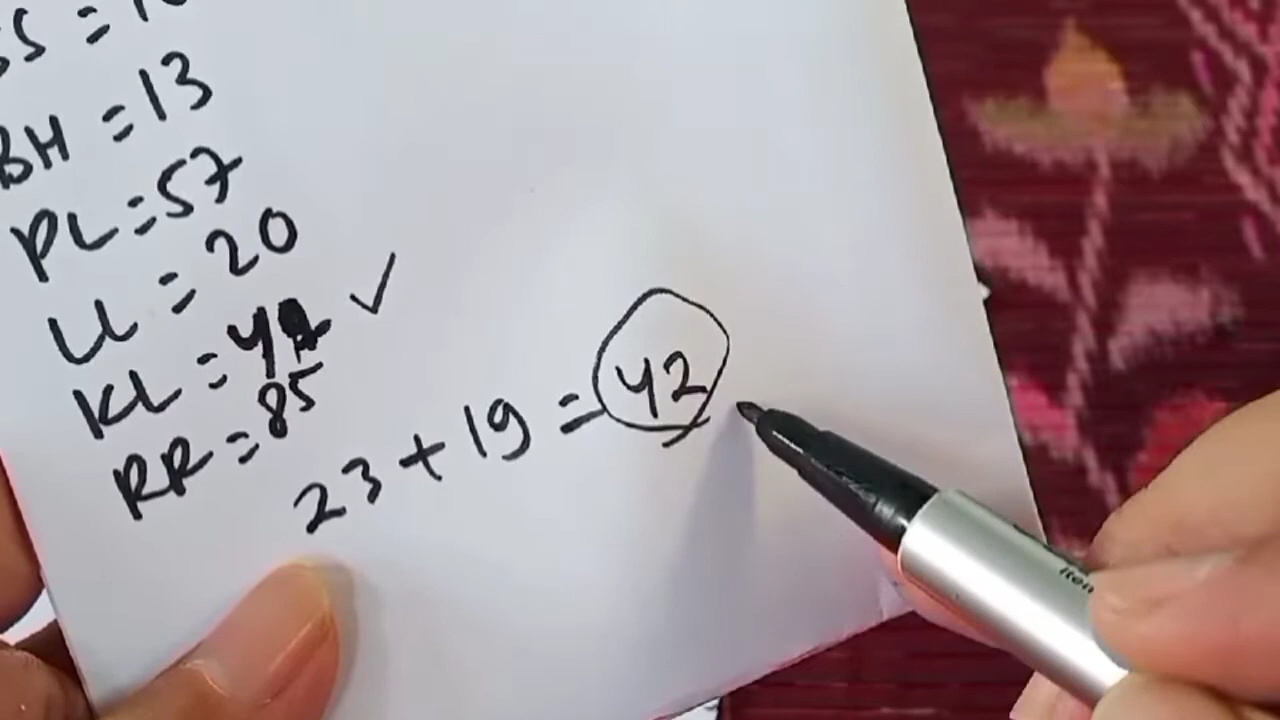 BH = 13
PL = 57
LL = 20
KL = 42 ✓
RR = 85
23 + 19 = 42